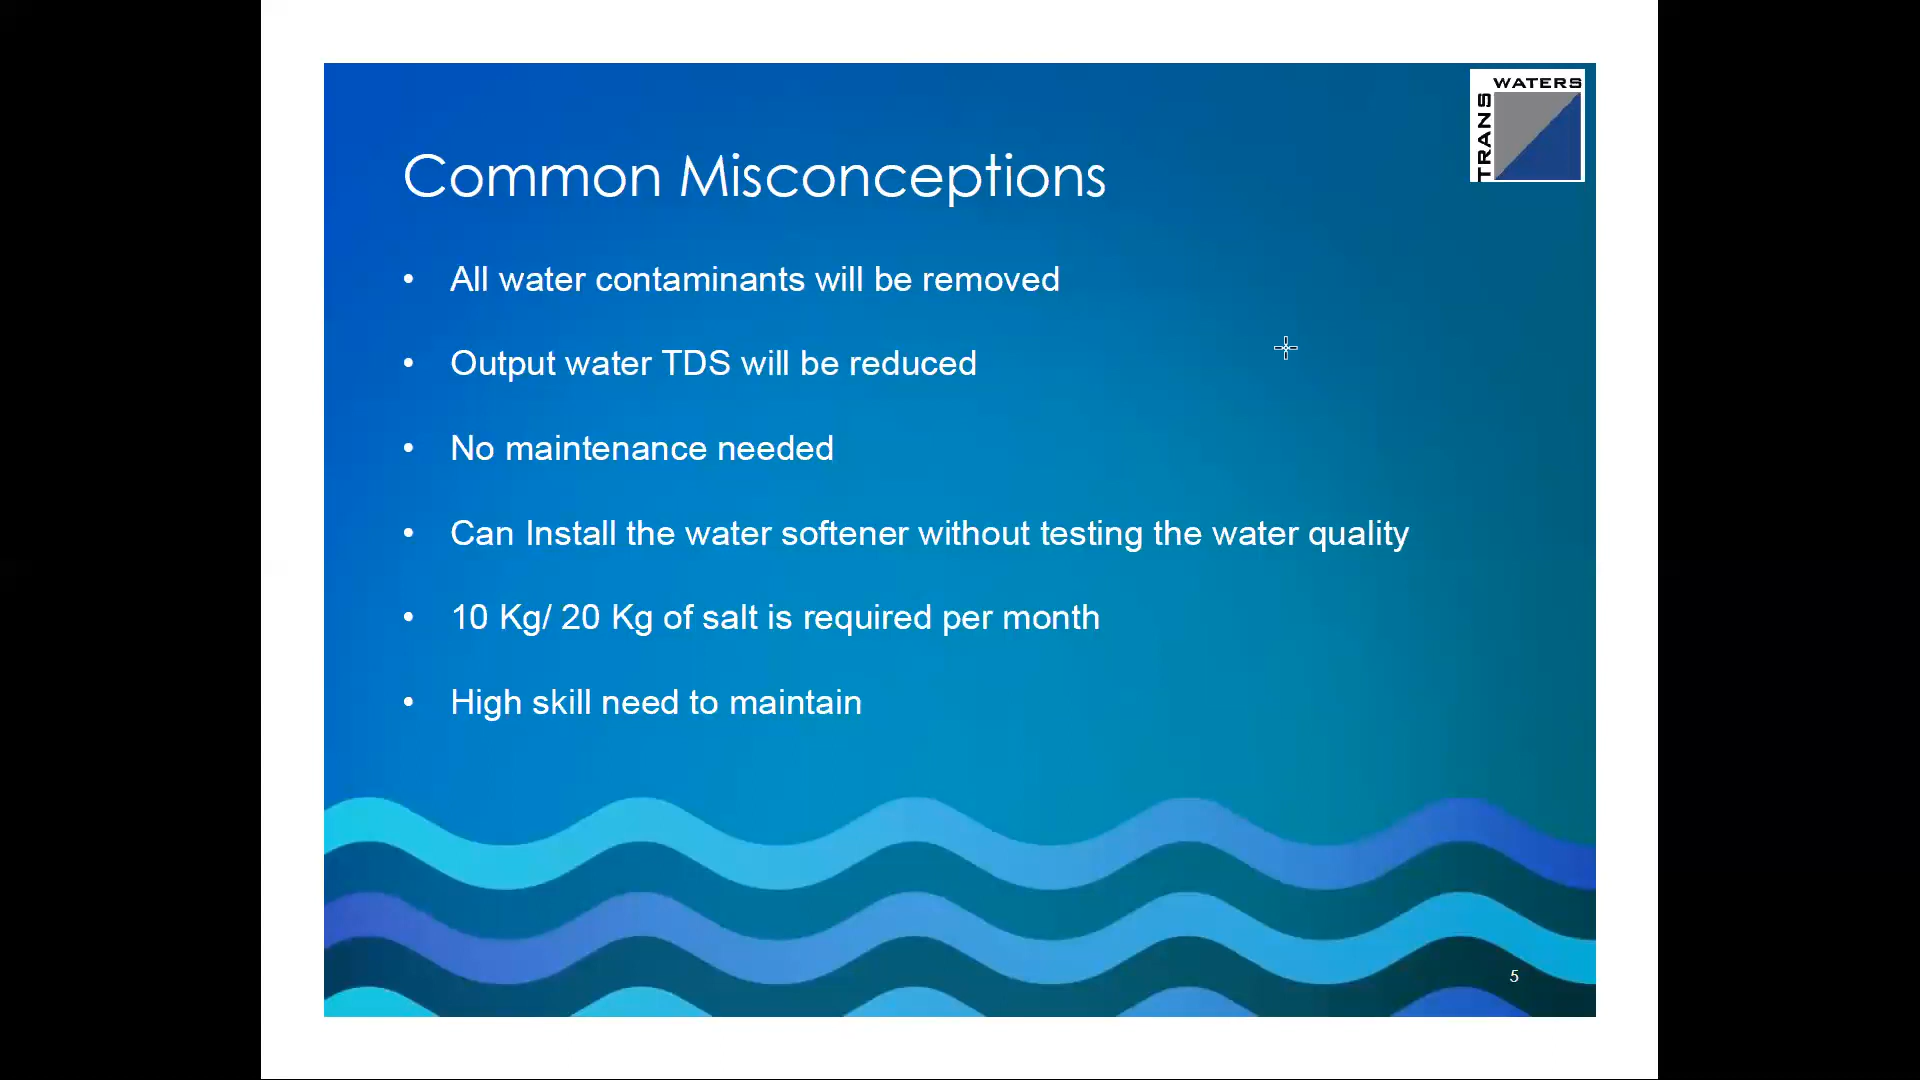 WATERS
TRANS
Common Misconceptions
• All water contaminants will be removed
• Output water TDS will be reduced
• No maintenance needed
• Can Install the water softener without testing the water quality
• 10 Kg/ 20 Kg of salt is required per month
• High skill need to maintain
5